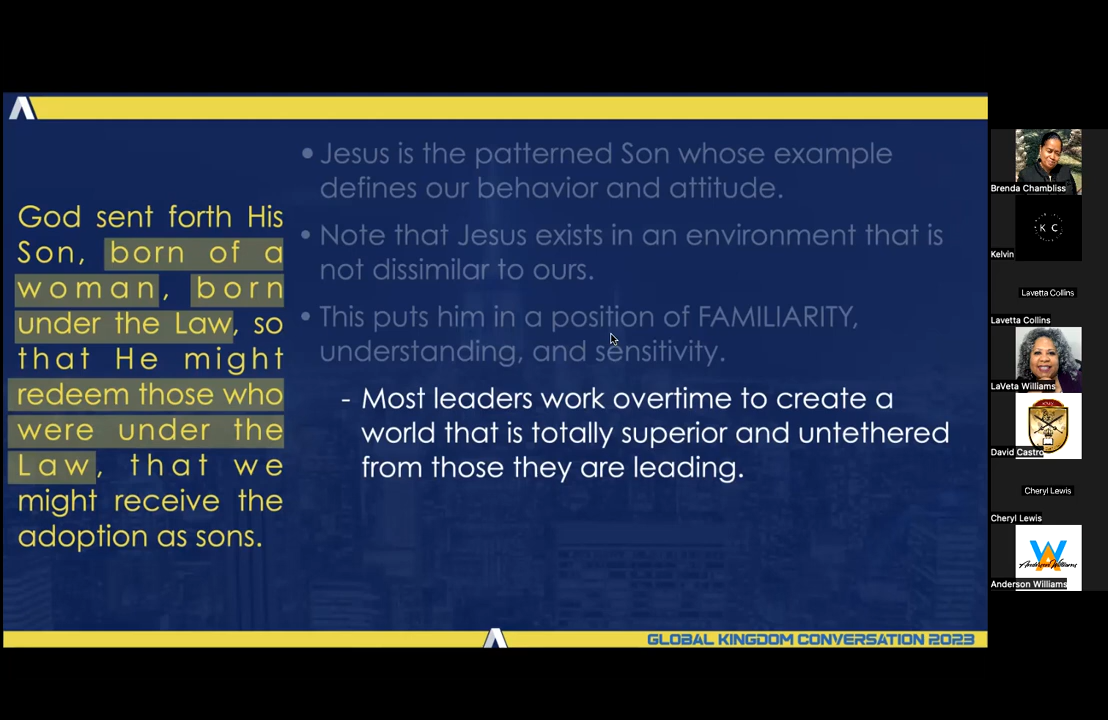 God sent forth His
Son, born of a
woman, born
under the Law, so
that He might
redeem those who
were under the
Law, that we
might receive the
adoption as sons.
• Jesus is the patterned Son whose example
defines our behavior and attitude.
• Note that Jesus exists in an environment that is
not dissimilar to ours.
• This puts him in a position of FAMILIARITY,
understanding, and sensitivity.
- Most leaders work overtime to create a
world that is totally superior and untethered
from those they are leading.
GLOBAL KINGDOM CONVERSATION 2023
Brenda Chambliss
K C
Kelvin
Lavetta Collins
Lavetta Collins
LaVeta Williams
David Castro
Cheryl Lewis
Cheryl Lewis
Anderson Williams
Anderson Williams